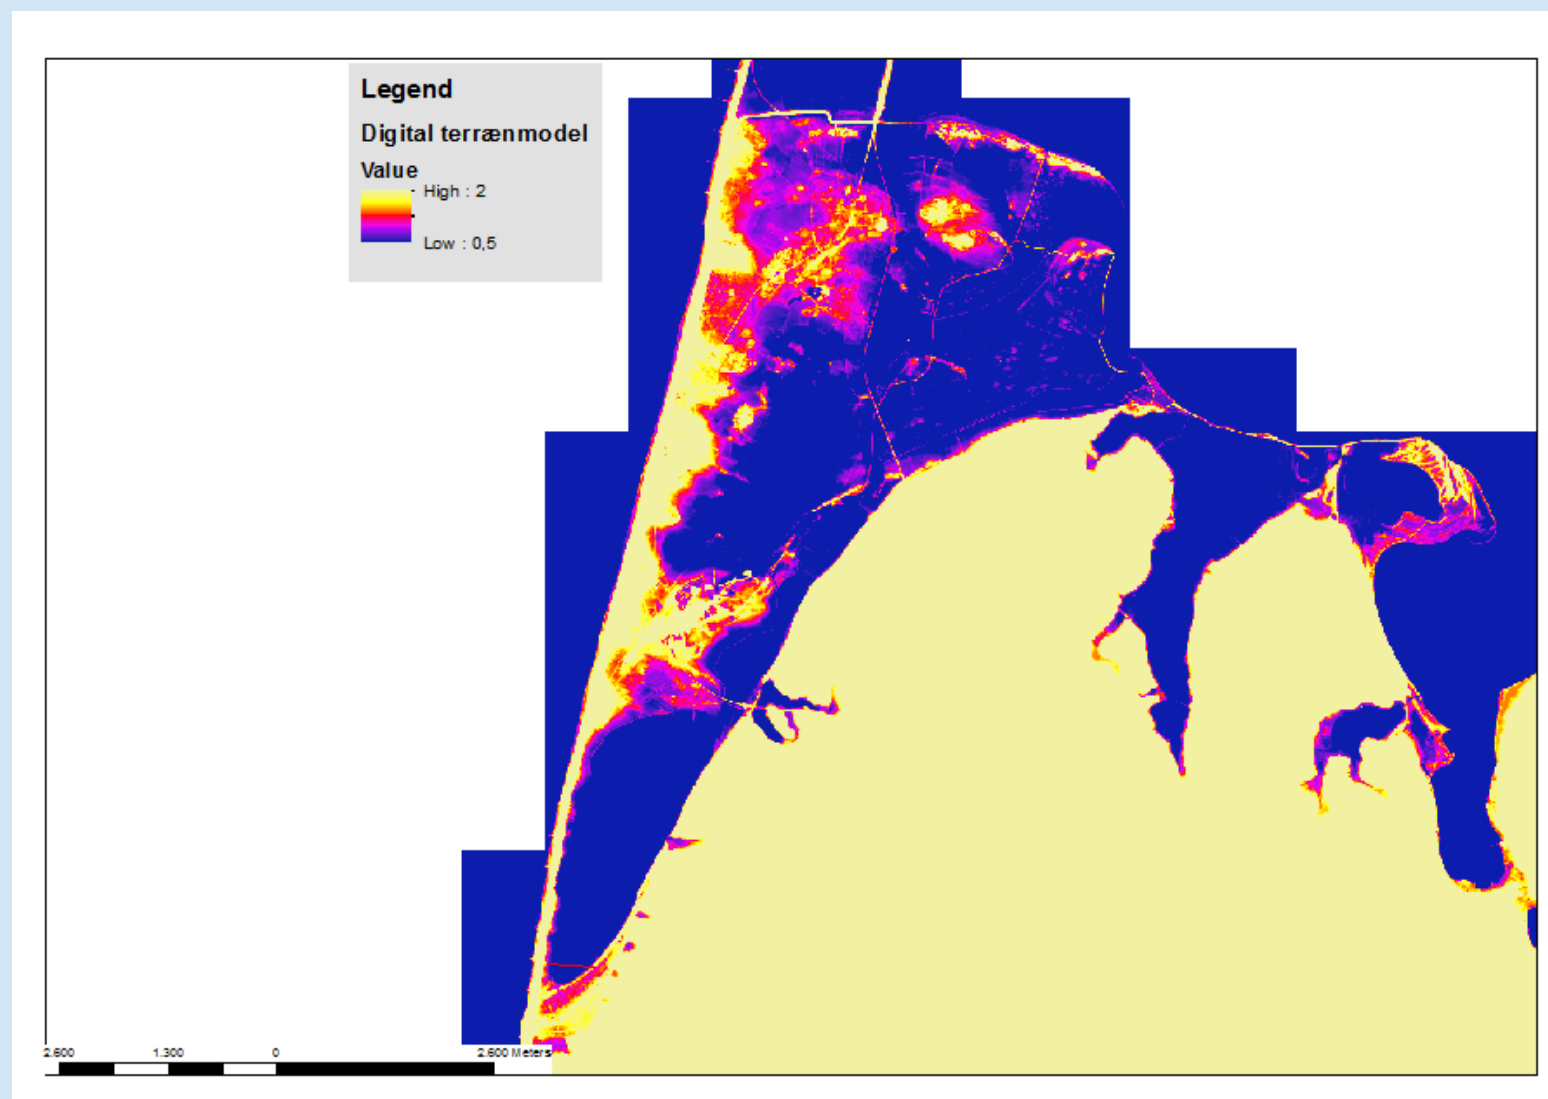 Legend
Digital terrænmodel
Value
High : 2
Low : 0,5
2.600 1.300 0 2.600 Meters